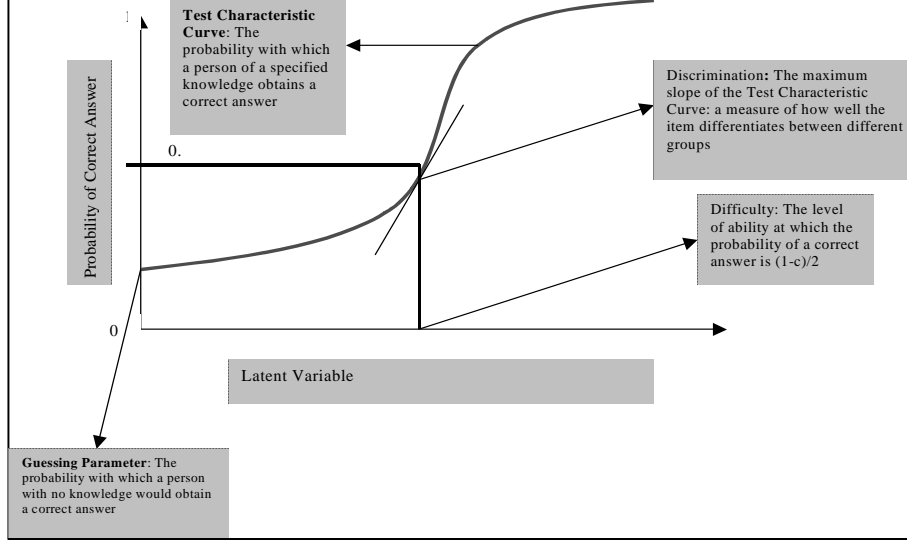 1
Test Characteristic
Curve: The
probability with which
a person of a specified
knowledge obtains a
correct answer
Probability of Correct Answer
Discrimination: The maximum
slope of the Test Characteristic
Curve: a measure of how well the
item differentiates between different
groups
0.
Difficulty: The level
of ability at which the
probability of a correct
answer is (1-c)/2
0
Latent Variable
Guessing Parameter: The
probability with which a person
with no knowledge would obtain
a correct answer